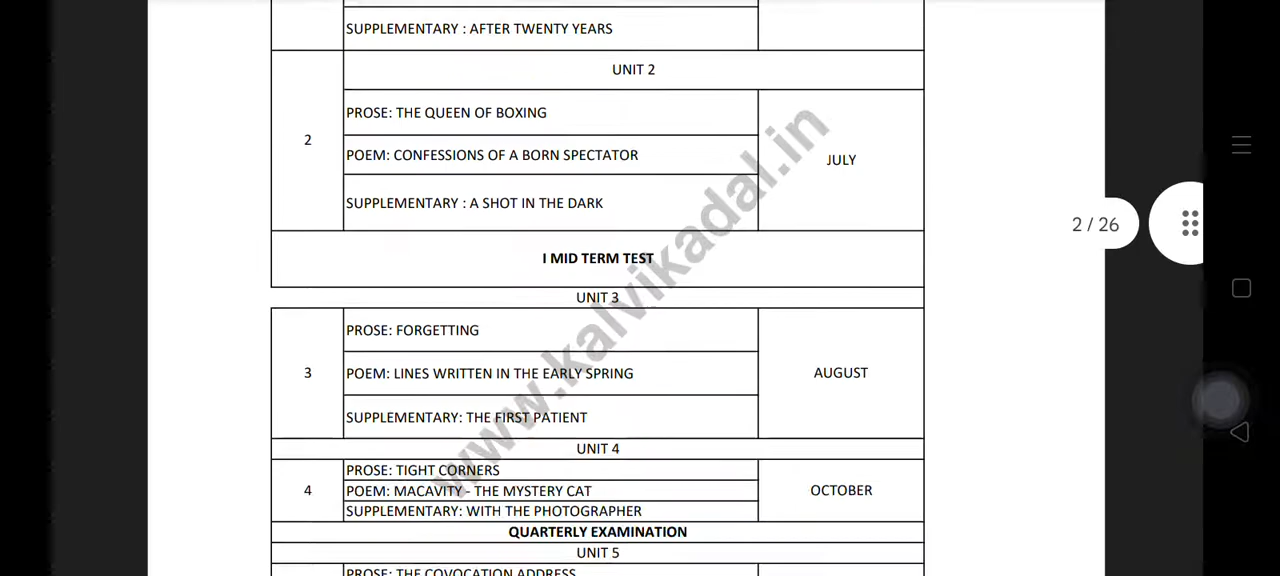 SUPPLEMENTARY : AFTER TWENTY YEARS
UNIT 2
2
PROSE: THE QUEEN OF BOXING
POEM: CONFESSIONS OF A BORN SPECTATOR
SUPPLEMENTARY : A SHOT IN THE DARK
JULY
I MID TERM TEST
UNIT 3
3
PROSE: FORGETTING
POEM: LINES WRITTEN IN THE EARLY SPRING
SUPPLEMENTARY: THE FIRST PATIENT
AUGUST
UNIT 4
4
PROSE: TIGHT CORNERS
POEM: MACAVITY - THE MYSTERY CAT
SUPPLEMENTARY: WITH THE PHOTOGRAPHER
OCTOBER
QUARTERLY EXAMINATION
UNIT 5
PROSE: THE COVOCATION ADDRESS
www.kalvikadal.in
2 / 26